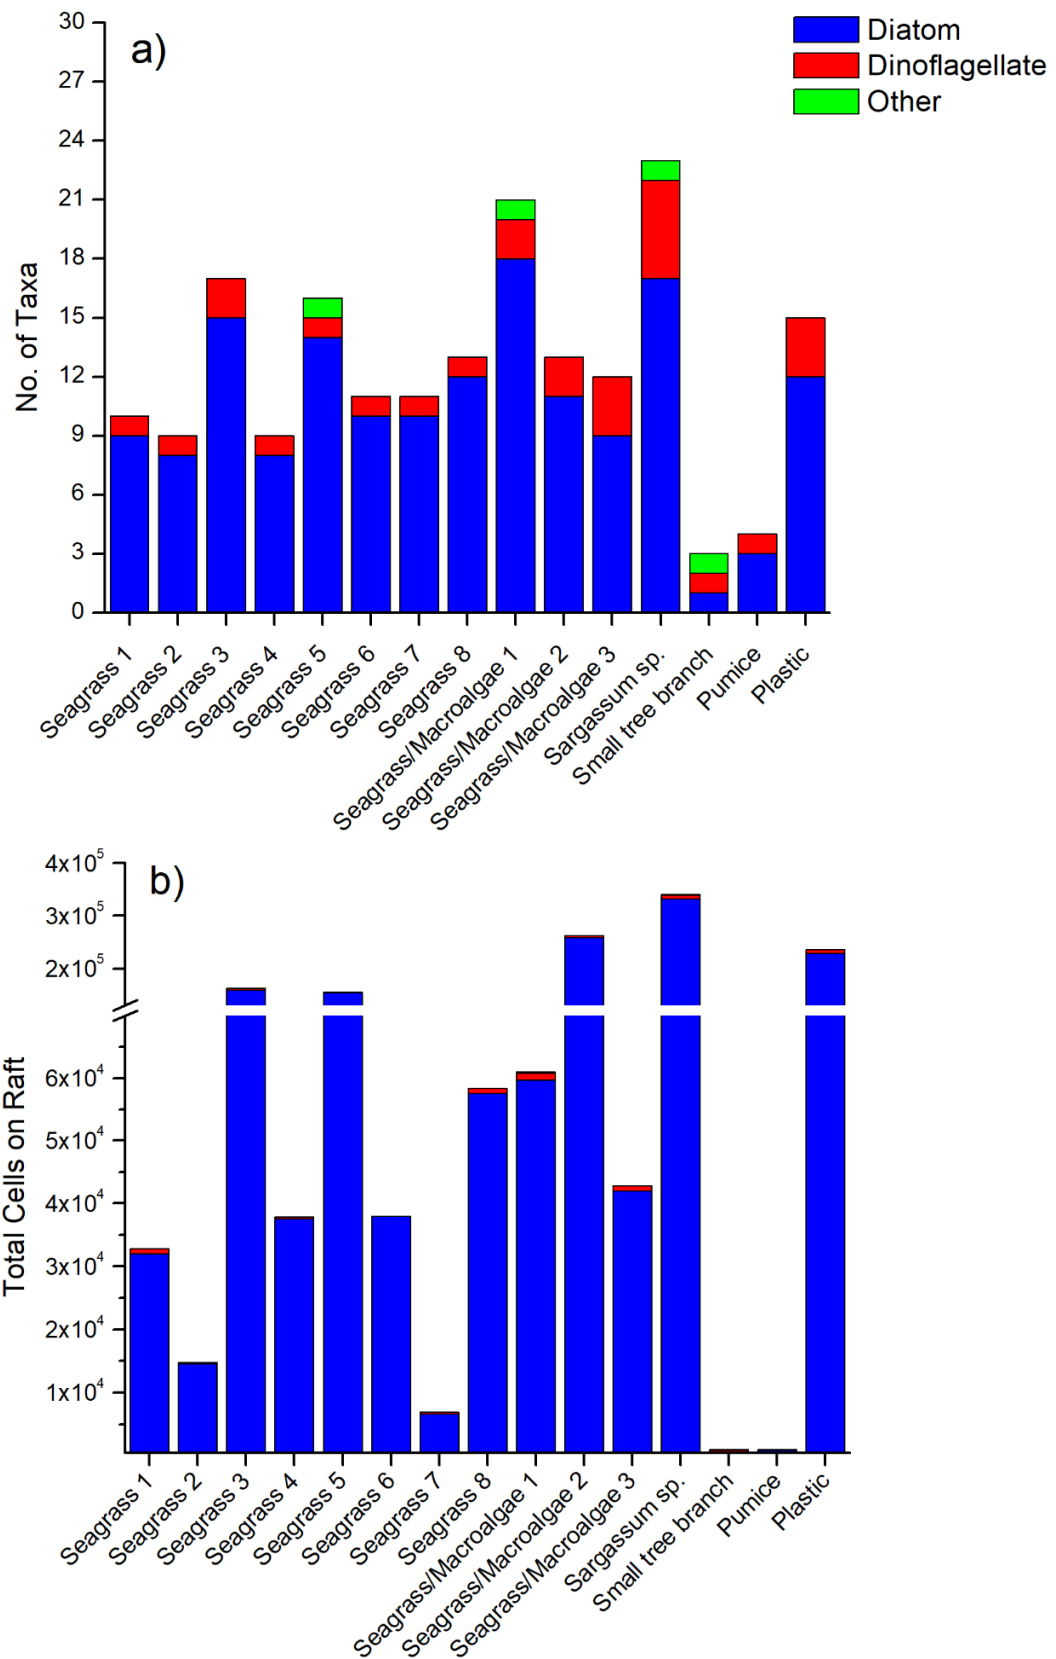 a)
Diatom
Dinoflagellate
Other
No. of Taxa
30
27
24
21
18
15
12
9
6
3
0
Seagrass 1
Seagrass 2
Seagrass 3
Seagrass 4
Seagrass 5
Seagrass 6
Seagrass 7
Seagrass 8
Seagrass/Macroalgae 1
Seagrass/Macroalgae 2
Seagrass/Macroalgae 3
Sargassum sp.
Small tree branch
Pumice
Plastic
b)
Total Cells on Raft
4x10⁵
3x10⁵
2x10⁵
6x10⁴
5x10⁴
4x10⁴
3x10⁴
2x10⁴
1x10⁴
Seagrass 1
Seagrass 2
Seagrass 3
Seagrass 4
Seagrass 5
Seagrass 6
Seagrass 7
Seagrass 8
Seagrass/Macroalgae 1
Seagrass/Macroalgae 2
Seagrass/Macroalgae 3
Sargassum sp.
Small tree branch
Pumice
Plastic